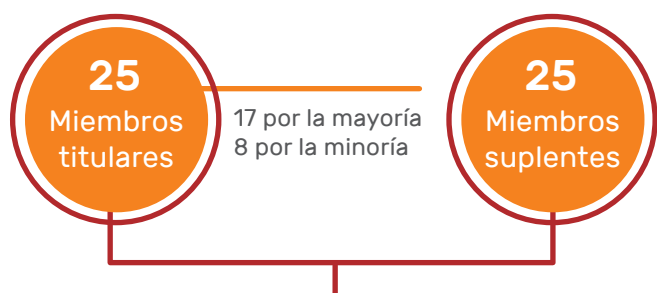 25
Miembros
titulares
17 por la mayoría
8 por la minoría
25
Miembros
suplentes